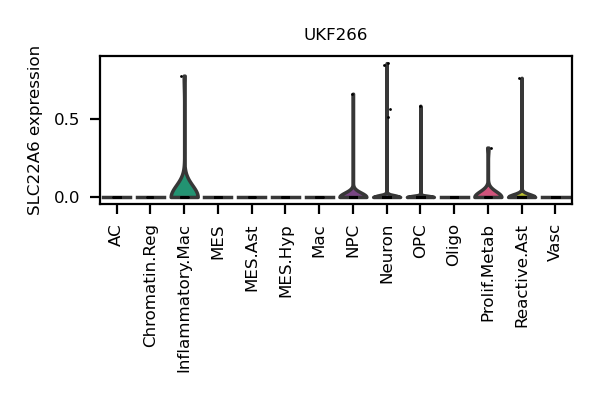 UKF266
SLC22A6 expression
0.5
0.0
AC
Chromatin.Reg
Inflammatory.Mac
MES
MES.Ast
MES.Hyp
Mac
NPC
Neuron
OPC
Oligo
Prolif.Metab
Reactive.Ast
Vasc